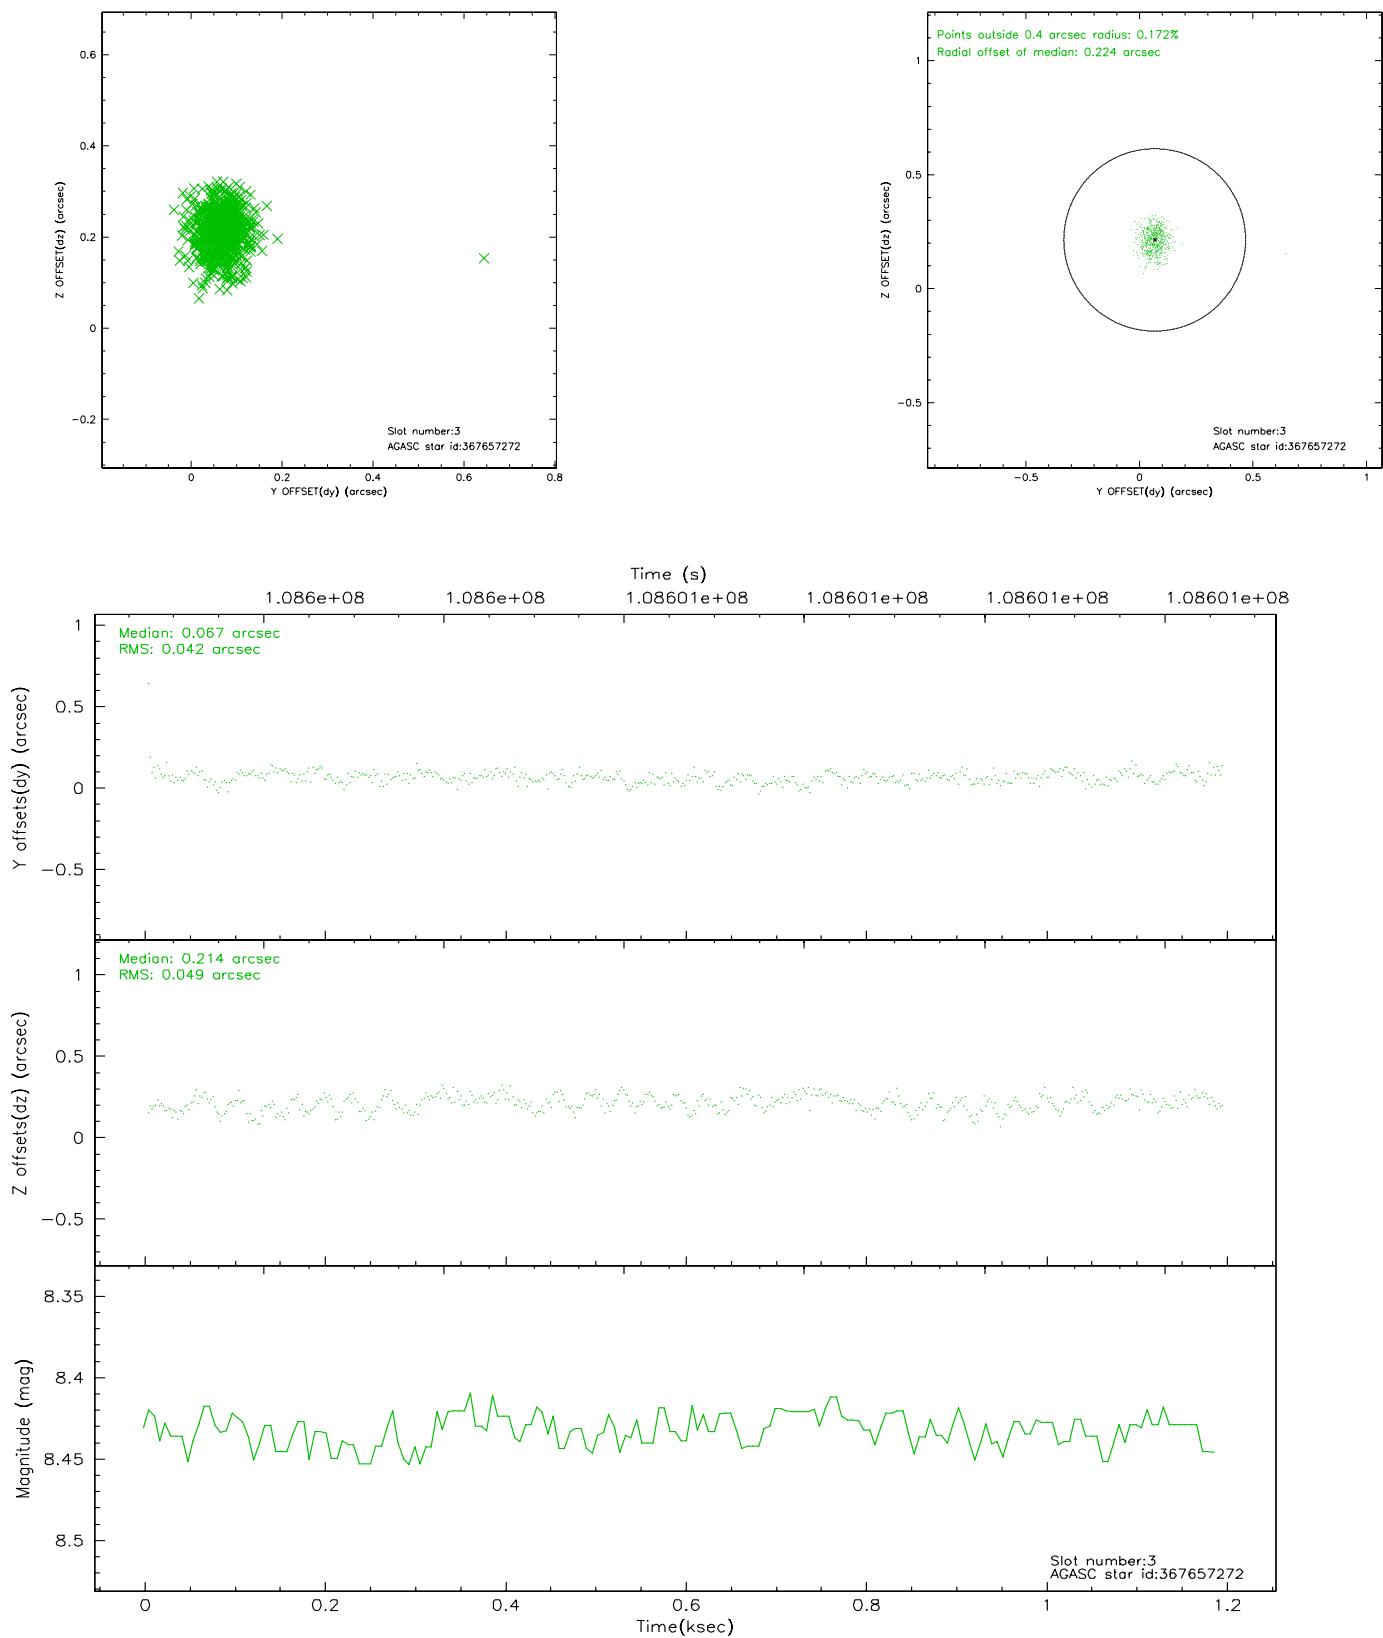 0.6
0.4
0.2
0
−0.2
Z OFFSET(dz) (arcsec)
0 0.2 0.4 0.6 0.8
Y OFFSET(dy) (arcsec)
Slot number:3
AGASC star id:367657272
Points outside 0.4 arcsec radius: 0.172%
Radial offset of median: 0.224 arcsec
1
0.5
0
−0.5
Z OFFSET(dz) (arcsec)
−0.5 0 0.5 1
Y OFFSET(dy) (arcsec)
Slot number:3
AGASC star id:367657272
Time (s)
1.086e+08 1.086e+08 1.08601e+08 1.08601e+08 1.08601e+08 1.08601e+08
Median: 0.067 arcsec
RMS: 0.042 arcsec
1
0.5
0
−0.5
Y offsets(dy) (arcsec)
Median: 0.214 arcsec
RMS: 0.049 arcsec
1
0.5
0
−0.5
Z offsets(dz) (arcsec)
8.35
8.4
8.45
8.5
Magnitude (mag)
Slot number:3
AGASC star id:367657272
0 0.2 0.4 0.6 0.8 1 1.2
Time(ksec)